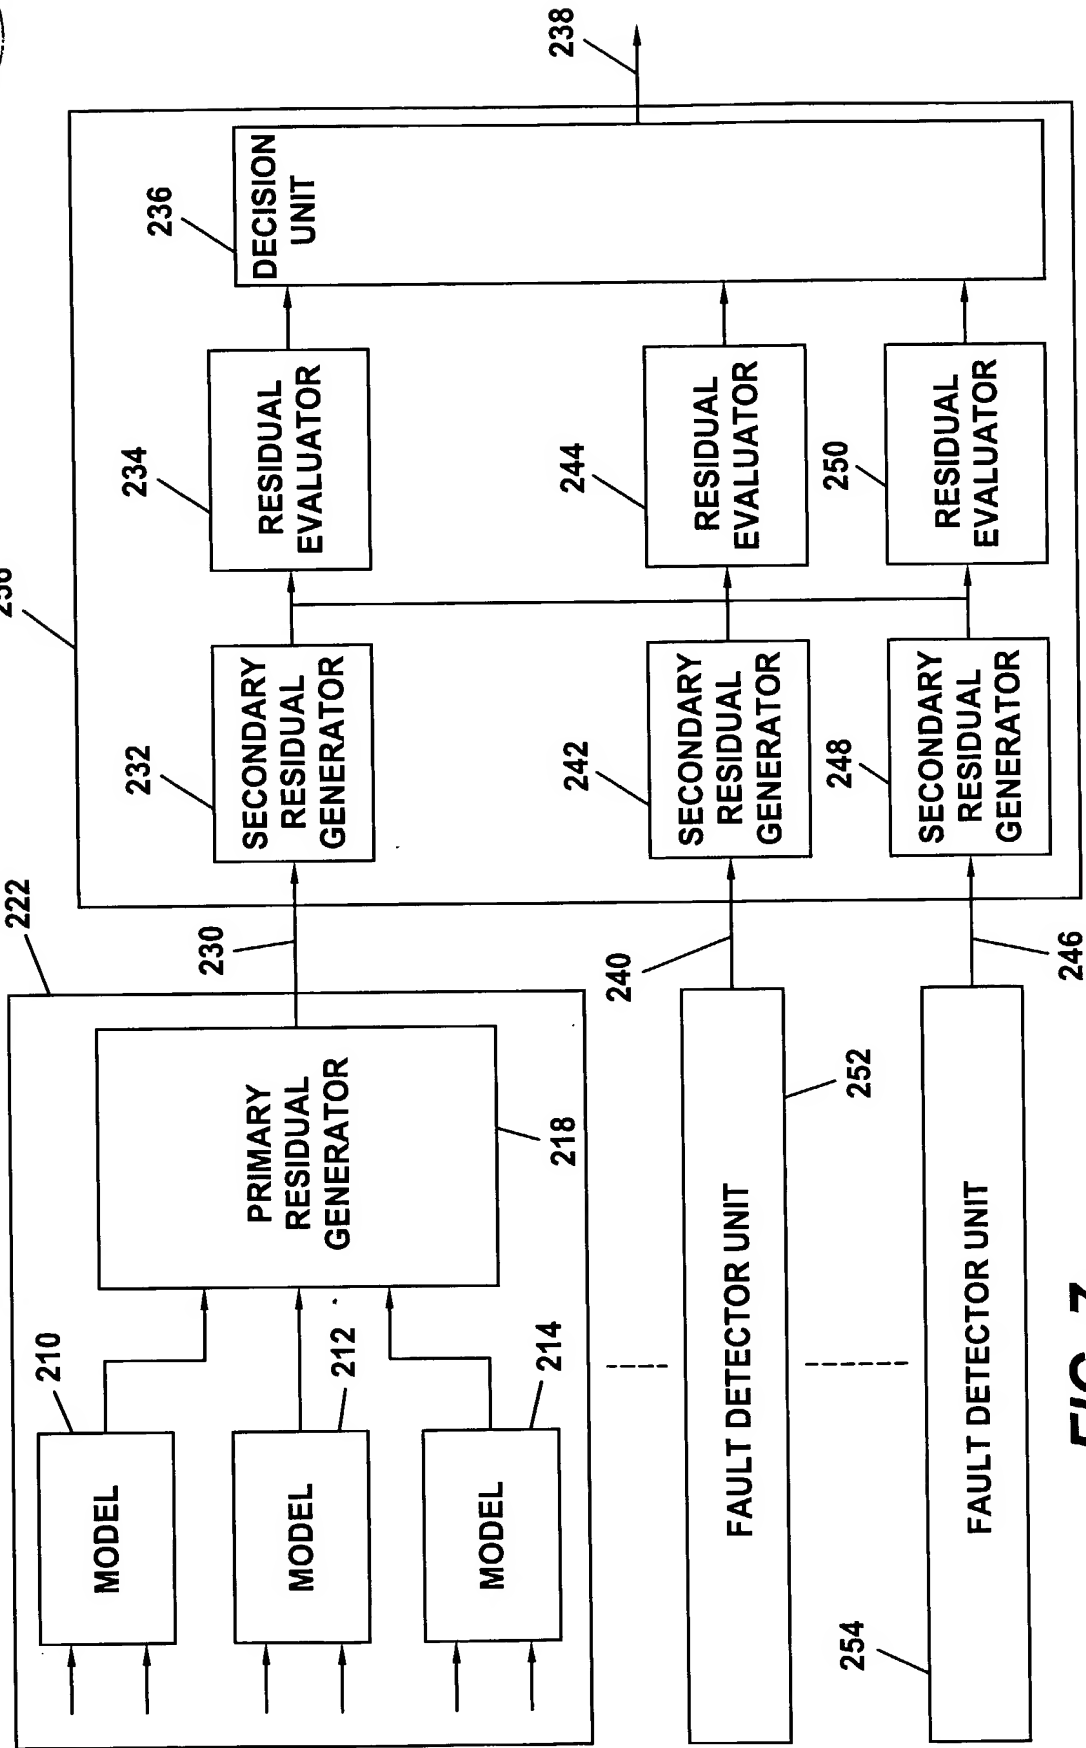 222
210
MODEL
212
MODEL
214
MODEL
PRIMARY
RESIDUAL
GENERATOR
218
230
232
SECONDARY
RESIDUAL
GENERATOR
234
RESIDUAL
EVALUATOR
236
DECISION
UNIT
238
240
242
SECONDARY
RESIDUAL
GENERATOR
244
RESIDUAL
EVALUATOR
FAULT DETECTOR UNIT
252
246
248
SECONDARY
RESIDUAL
GENERATOR
250
RESIDUAL
EVALUATOR
254
FAULT DETECTOR UNIT